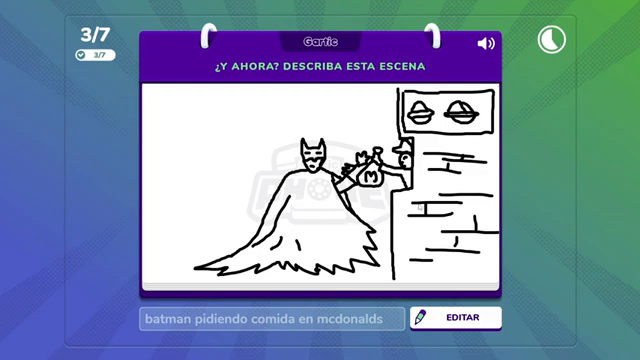 3/7
3/7
Gartic
¿Y AHORA? DESCRIBA ESTA ESCENA
M
batman pidiendo comida en mcdonalds
EDITAR